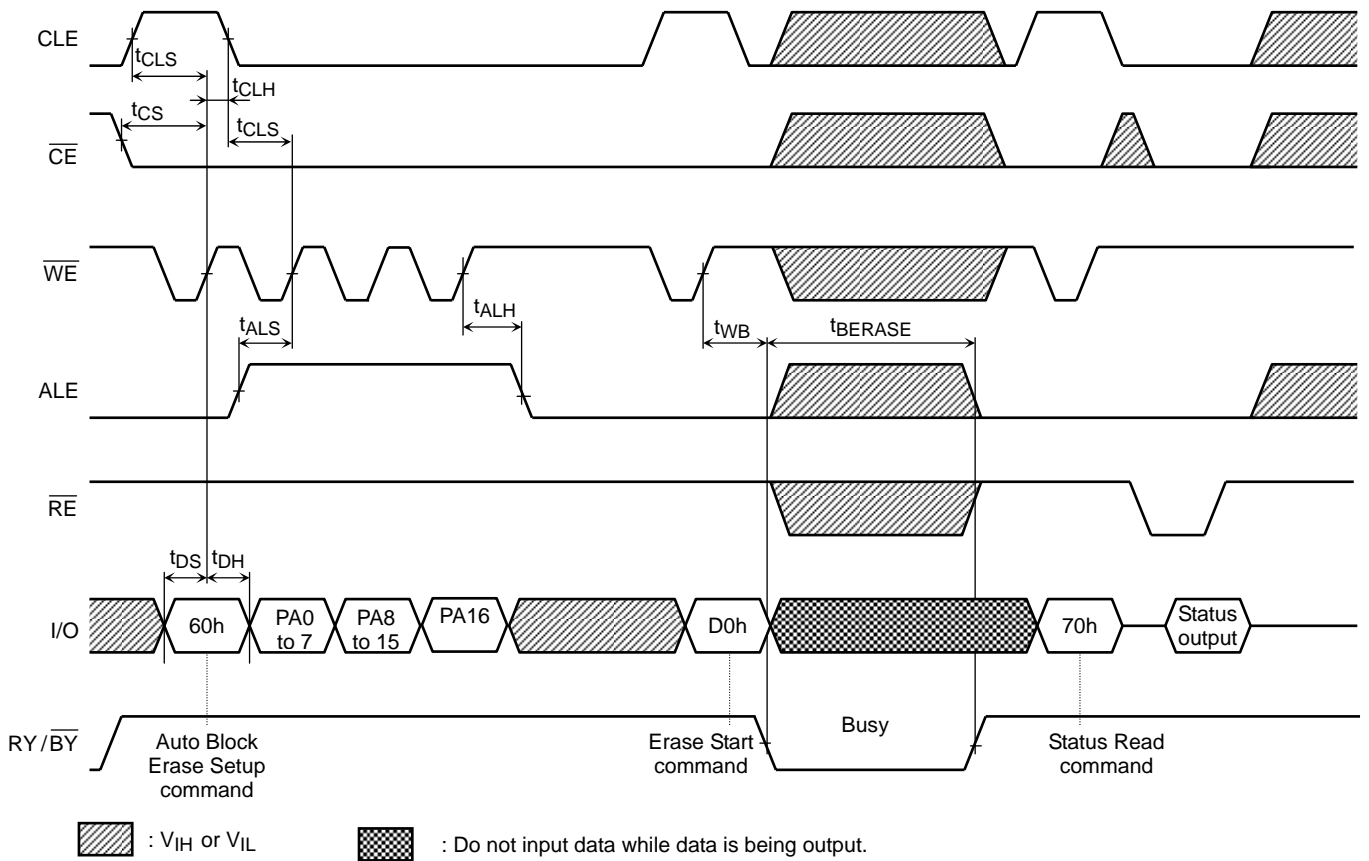 CLE
tCLS
tCLH
tCS
tCLS
CE
WE
tALS
tALH
tWB
tBERASE
ALE
RE
tDS
tDH
I/O
60h
PA0
to 7
PA8
to 15
PA16
D0h
70h
Status
output
RY/BY
Auto Block
Erase Setup
command
Erase Start
command
Busy
Status Read
command
: VIH or VIL
: Do not input data while data is being output.